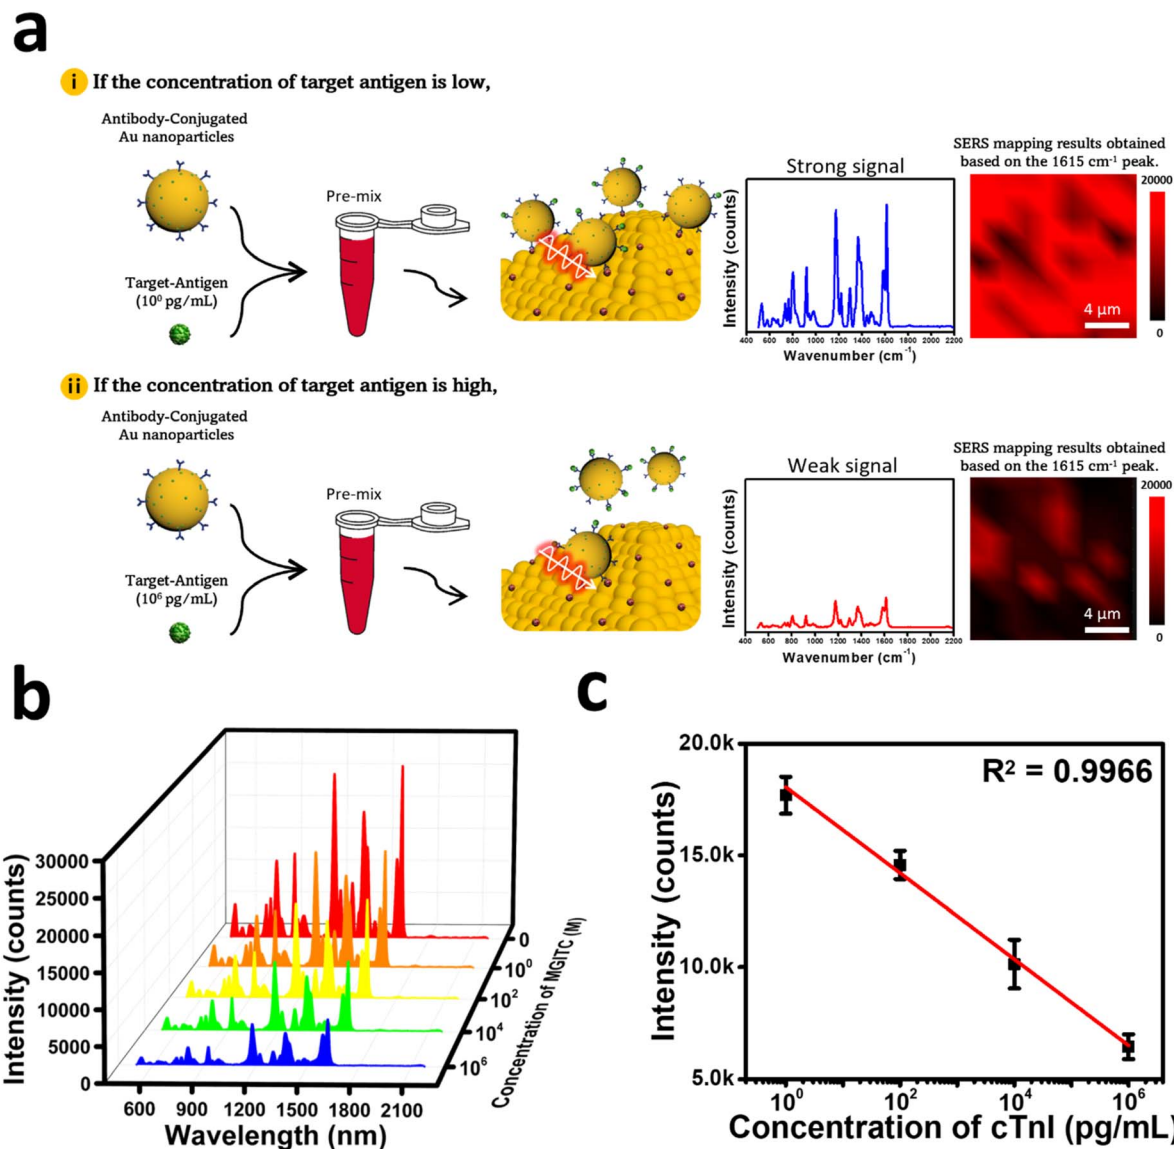 a
i If the concentration of target antigen is low,
Antibody-Conjugated
Au nanoparticles
Target-Antigen
(10⁰ pg/mL)
Pre-mix
Strong signal
Intensity (counts)
400 600 800 1000 1200 1400 1600 1800 2000 2200
Wavenumber (cm⁻¹)
SERS mapping results obtained
based on the 1615 cm⁻¹ peak.
4 µm
20000
0
ii If the concentration of target antigen is high,
Antibody-Conjugated
Au nanoparticles
Target-Antigen
(10⁶ pg/mL)
Pre-mix
Weak signal
Intensity (counts)
400 600 800 1000 1200 1400 1600 1800 2000 2200
Wavenumber (cm⁻¹)
SERS mapping results obtained
based on the 1615 cm⁻¹ peak.
4 µm
20000
0
b
Intensity (counts)
30000
25000
20000
15000
10000
5000
0
600 900 1200 1500 1800 2100
Wavelength (nm)
0
10⁰
10²
10⁴
10⁶
Concentration of MGITC (M)
c
R² = 0.9966
Intensity (counts)
20.0k
15.0k
10.0k
5.0k
10⁰ 10² 10⁴ 10⁶
Concentration of cTnI (pg/mL)